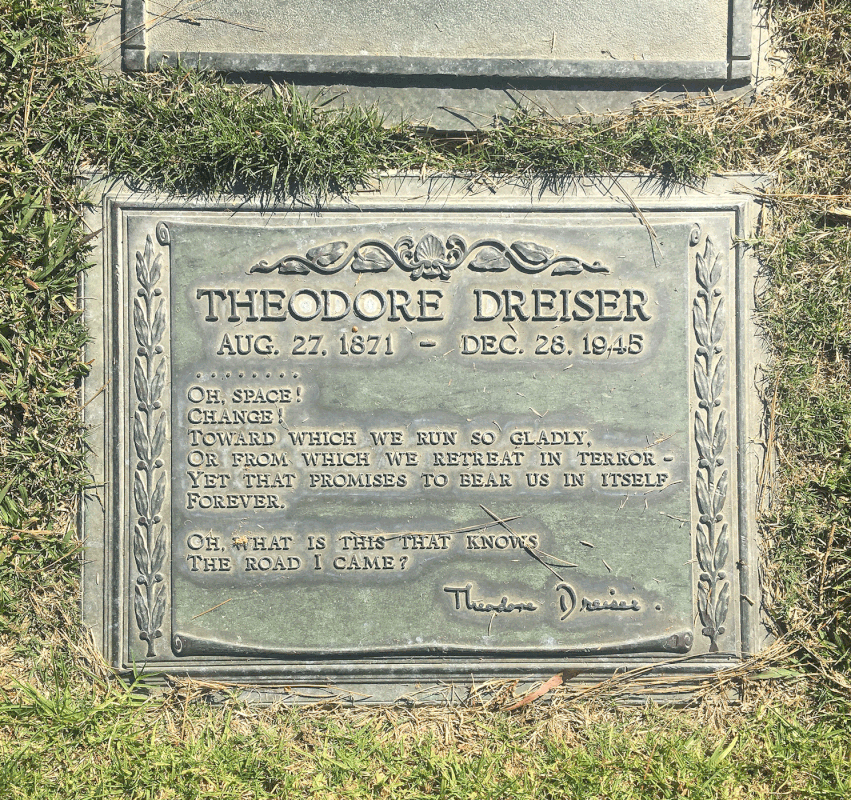 THEODORE DREISER
AUG. 27, 1871 - DEC. 28, 1945
. . . . . . . .
OH, SPACE!
CHANGE!
TOWARD WHICH WE RUN SO GLADLY,
OR FROM WHICH WE RETREAT IN TERROR -
YET THAT PROMISES TO BEAR US IN ITSELF
FOREVER.
OH, WHAT IS THIS THAT KNOWS
THE ROAD I CAME?
Theodore Dreiser.